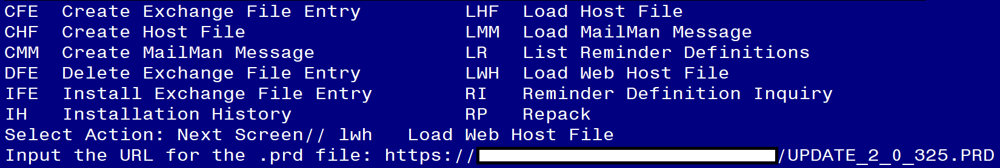 CFE  Create Exchange File Entry         LHF  Load Host File
CHF  Create Host File                   LMM  Load MailMan Message
CMM  Create MailMan Message             LR   List Reminder Definitions
DFE  Delete Exchange File Entry         LWH  Load Web Host File
IFE  Install Exchange File Entry        RI   Reminder Definition Inquiry
IH   Installation History               RP   Repack
Select Action: Next Screen// lwh   Load Web Host File
Input the URL for the .prd file: https:///UPDATE_2_0_325.PRD